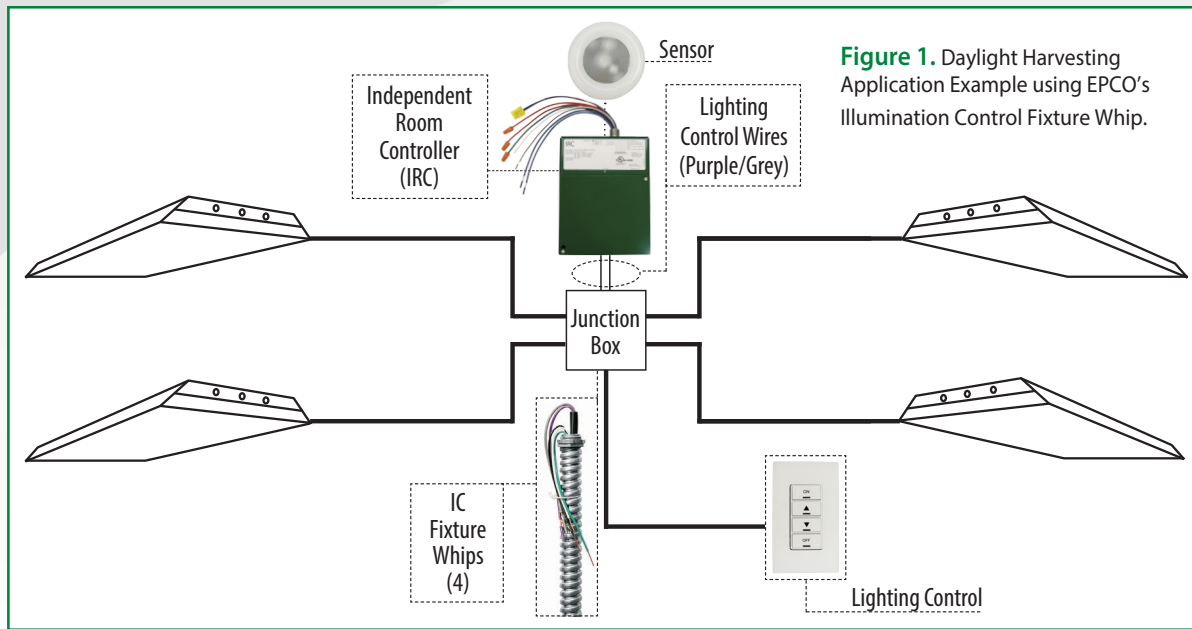 Sensor
Figure 1. Daylight Harvesting
Application Example using EPCO's
Illumination Control Fixture Whip.
Independent
Room
Controller
(IRC)
Lighting
Control Wires
(Purple/Grey)
IRC
Junction
Box
IC
Fixture
Whips
(4)
ON
OFF
Lighting Control